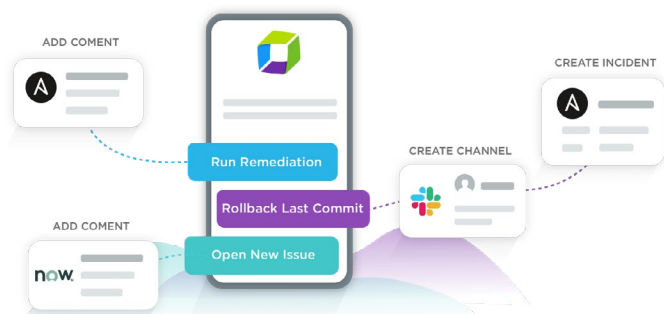 ADD COMENT
CREATE INCIDENT
Run Remediation
CREATE CHANNEL
Rollback Last Commit
ADD COMENT
Open New Issue
now.